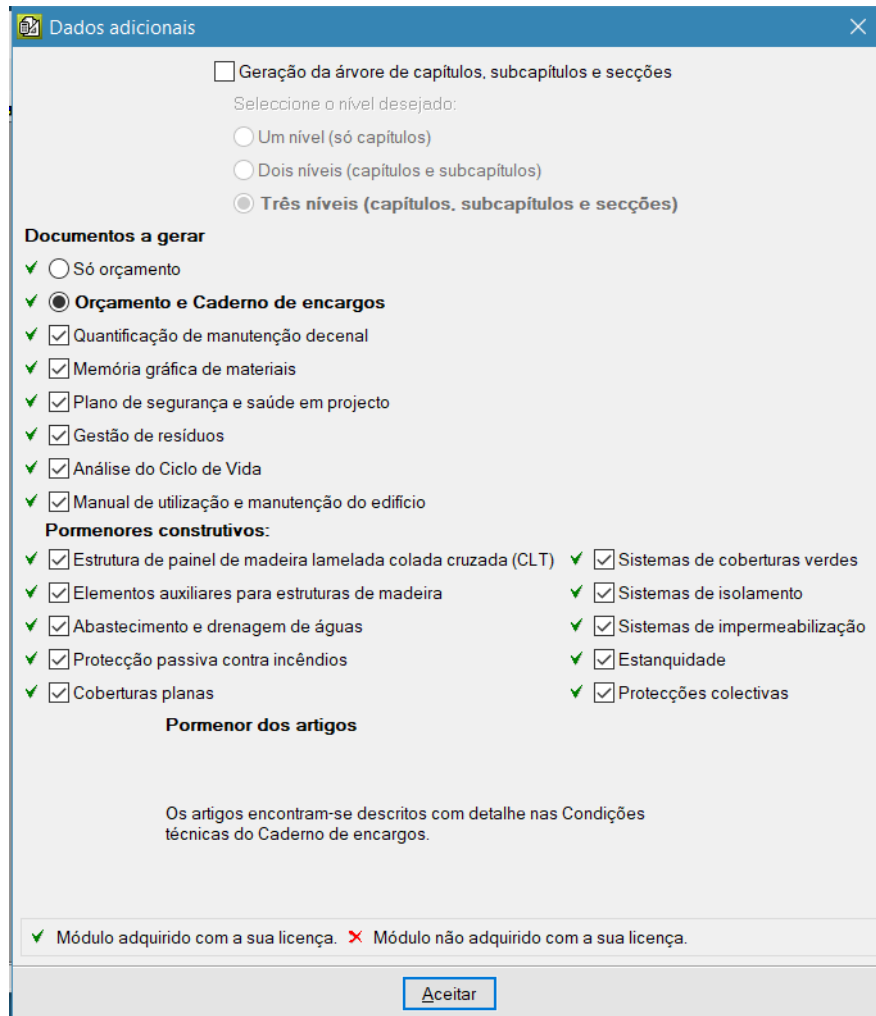 Dados adicionais
Geração da árvore de capítulos, subcapítulos e secções
Seleccione o nível desejado:
Um nível (só capítulos)
Dois níveis (capítulos e subcapítulos)
Três níveis (capítulos, subcapítulos e secções)
Documentos a gerar
Só orçamento
Orçamento e Caderno de encargos
Quantificação de manutenção decenal
Memória gráfica de materiais
Plano de segurança e saúde em projecto
Gestão de resíduos
Análise do Ciclo de Vida
Manual de utilização e manutenção do edifício
Pormenores construtivos:
Estrutura de painel de madeira lamelada colada cruzada (CLT) Sistemas de coberturas verdes
Elementos auxiliares para estruturas de madeira Sistemas de isolamento
Abastecimento e drenagem de águas Sistemas de impermeabilização
Protecção passiva contra incêndios Estanquidade
Coberturas planas Protecções colectivas
Pormenor dos artigos
Os artigos encontram-se descritos com detalhe nas Condições
técnicas do Caderno de encargos.
Módulo adquirido com a sua licença. Módulo não adquirido com a sua licença.
Aceitar